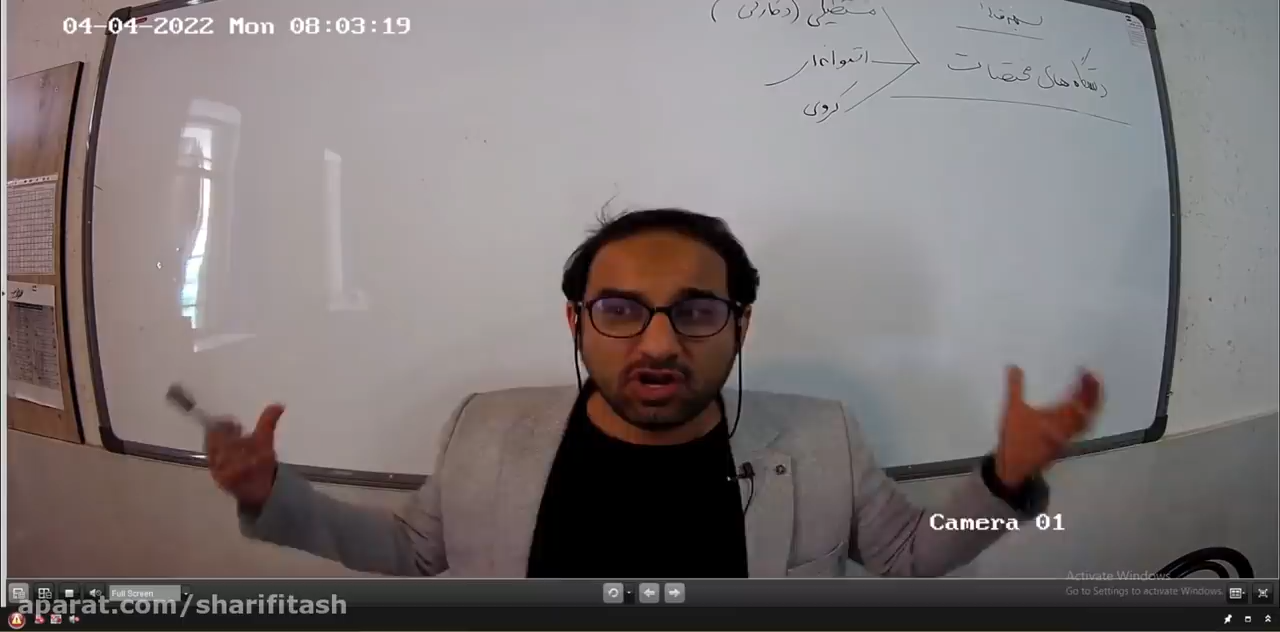 04-04-2022 Mon 08:03:19
دستگاه های مختصات
مستطیلی (دکارتی)
استوانه ای
کروی
Camera 01
Activate Windows
Go to Settings to activate Windows.
Full Screen
aparat.com/sharifitash